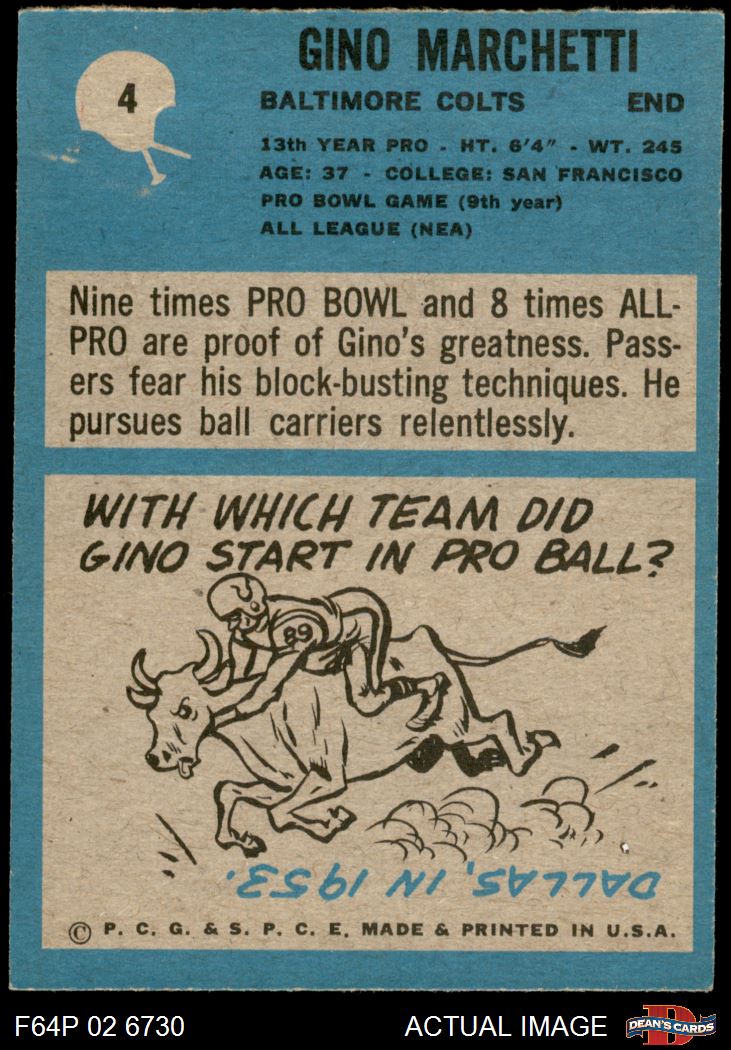 GINO MARCHETTI
4
BALTIMORE COLTS END
13th YEAR PRO - HT. 6'4" - WT. 245
AGE: 37 - COLLEGE: SAN FRANCISCO
PRO BOWL GAME (9th year)
ALL LEAGUE (NEA)
Nine times PRO BOWL and 8 times ALL-
PRO are proof of Gino's greatness. Pass-
ers fear his block-busting techniques. He
pursues ball carriers relentlessly.
WITH WHICH TEAM DID
GINO START IN PRO BALL?
89
DALLAS, IN 1953.
© P. C. G. & S. P. C. E. MADE & PRINTED IN U.S.A.
F64P 02 6730 ACTUAL IMAGE
D
DEAN'S CARDS